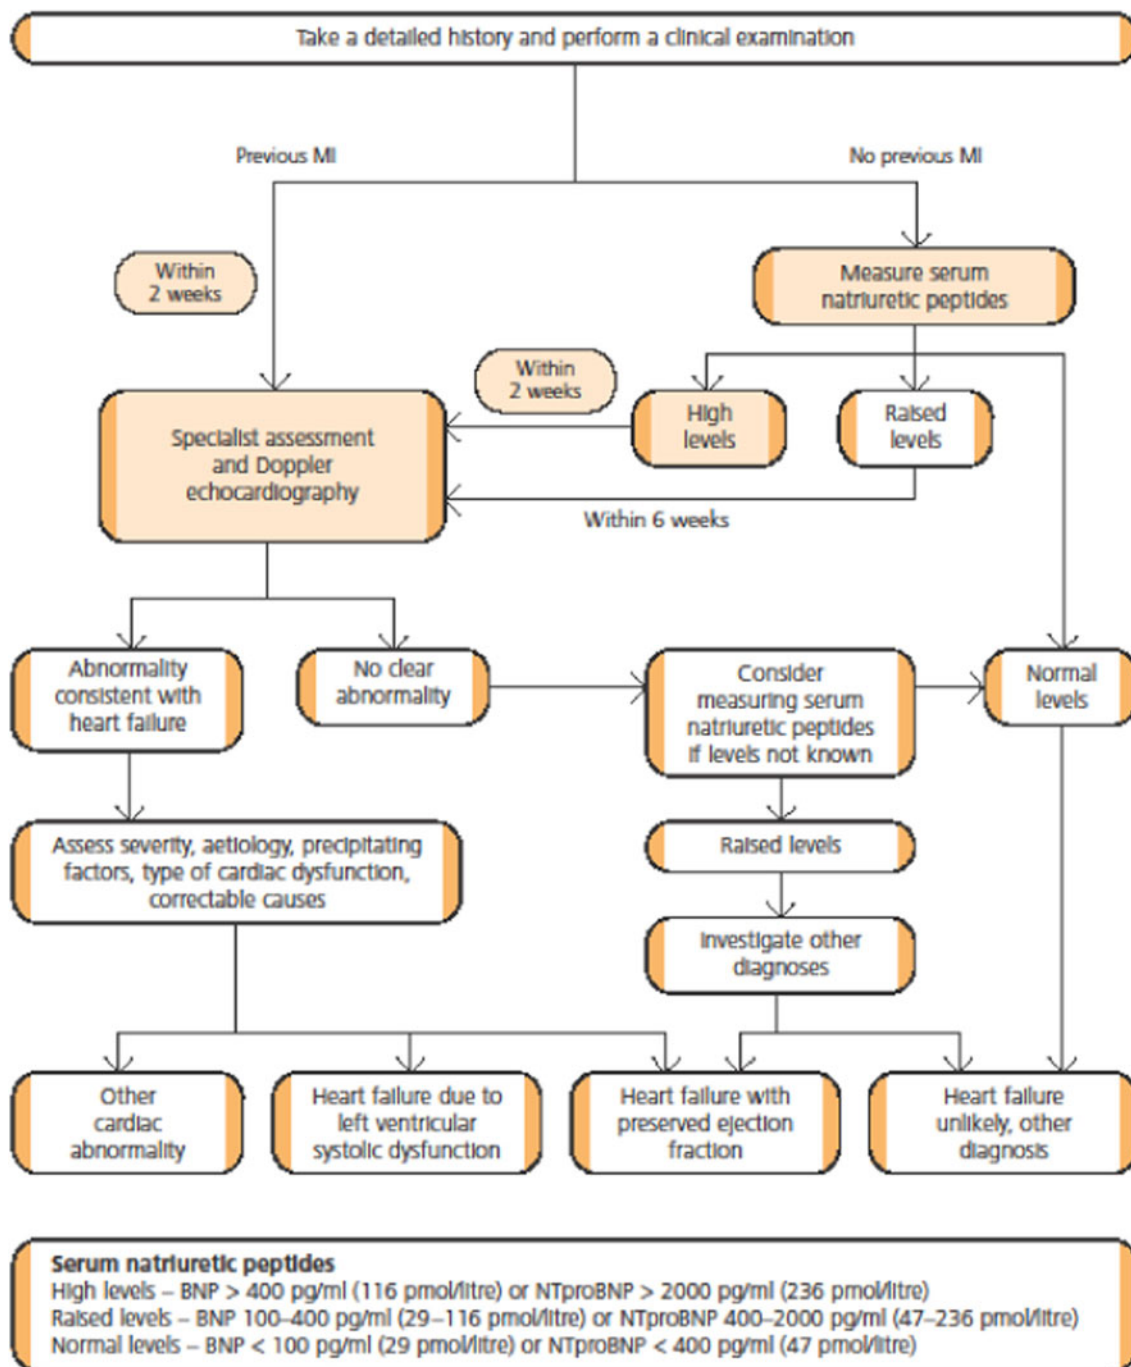 Take a detailed history and perform a clinical examination
Previous MI
No previous MI
Within
2 weeks
Measure serum
natriuretic peptides
Within
2 weeks
High
levels
Raised
levels
Specialist assessment
and Doppler
echocardiography
Within 6 weeks
Abnormality
consistent with
heart failure
No clear
abnormality
Consider
measuring serum
natriuretic peptides
if levels not known
Normal
levels
Assess severity, aetiology, precipitating
factors, type of cardiac dysfunction,
correctable causes
Raised levels
Investigate other
diagnoses
Other
cardiac
abnormality
Heart failure due to
left ventricular
systolic dysfunction
Heart failure with
preserved ejection
fraction
Heart failure
unlikely, other
diagnosis
Serum natriuretic peptides
High levels – BNP > 400 pg/ml (116 pmol/litre) or NTproBNP > 2000 pg/ml (236 pmol/litre)
Raised levels – BNP 100–400 pg/ml (29–116 pmol/litre) or NTproBNP 400–2000 pg/ml (47–236 pmol/litre)
Normal levels – BNP < 100 pg/ml (29 pmol/litre) or NTproBNP < 400 pg/ml (47 pmol/litre)